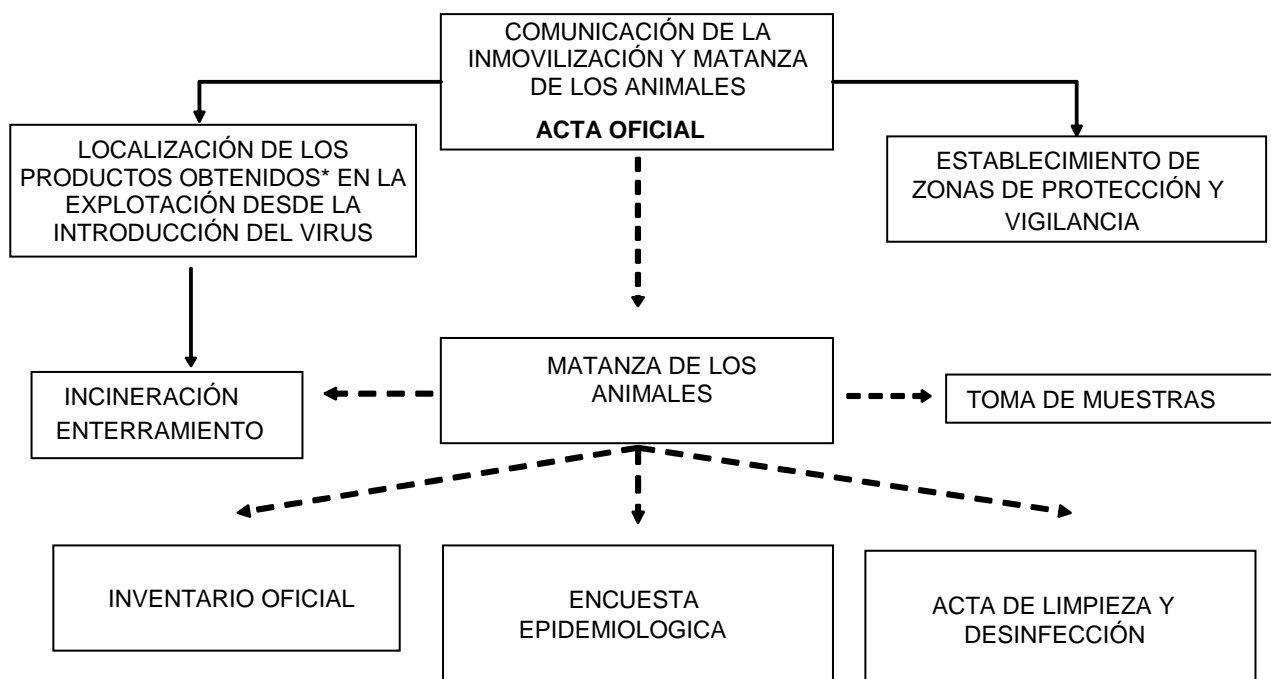 COMUNICACIÓN DE LA
INMOVILIZACIÓN Y MATANZA
DE LOS ANIMALES
ACTA OFICIAL
LOCALIZACIÓN DE LOS
PRODUCTOS OBTENIDOS* EN LA
EXPLOTACIÓN DESDE LA
INTRODUCCIÓN DEL VIRUS
ESTABLECIMIENTO DE
ZONAS DE PROTECCIÓN Y
VIGILANCIA
INCINERACIÓN
ENTERRAMIENTO
MATANZA DE LOS
ANIMALES
TOMA DE MUESTRAS
INVENTARIO OFICIAL
ENCUESTA
EPIDEMIOLOGICA
ACTA DE LIMPIEZA Y
DESINFECCIÓN